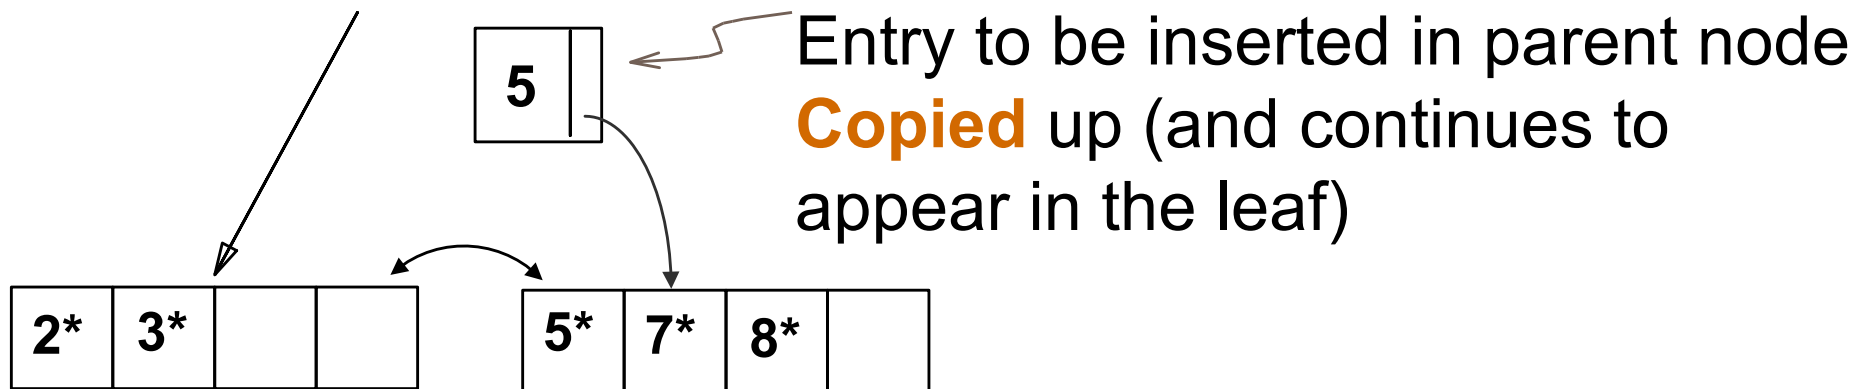 5
Entry to be inserted in parent node
Copied up (and continues to
appear in the leaf)
2* 3*
5* 7* 8*